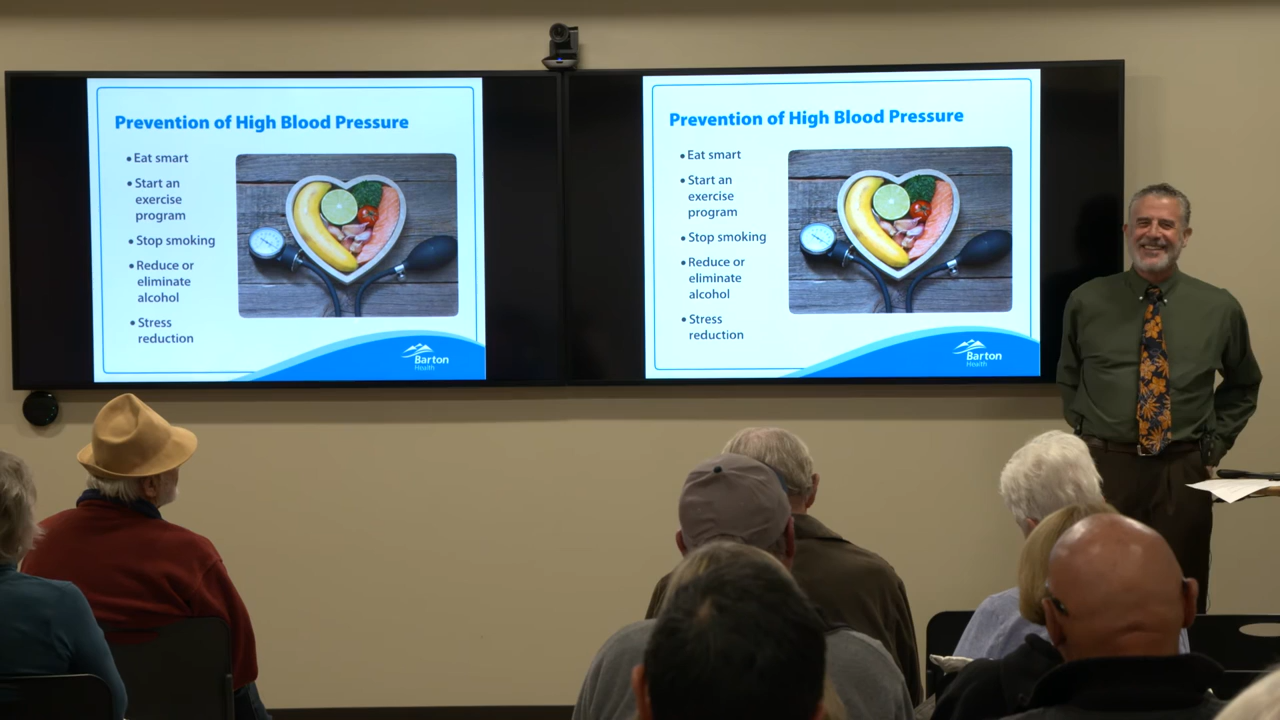 Prevention of High Blood Pressure
• Eat smart
• Start an
exercise
program
• Stop smoking
• Reduce or
eliminate
alcohol
• Stress
reduction
Barton
Health
Prevention of High Blood Pressure
• Eat smart
• Start an
exercise
program
• Stop smoking
• Reduce or
eliminate
alcohol
• Stress
reduction
Barton
Health